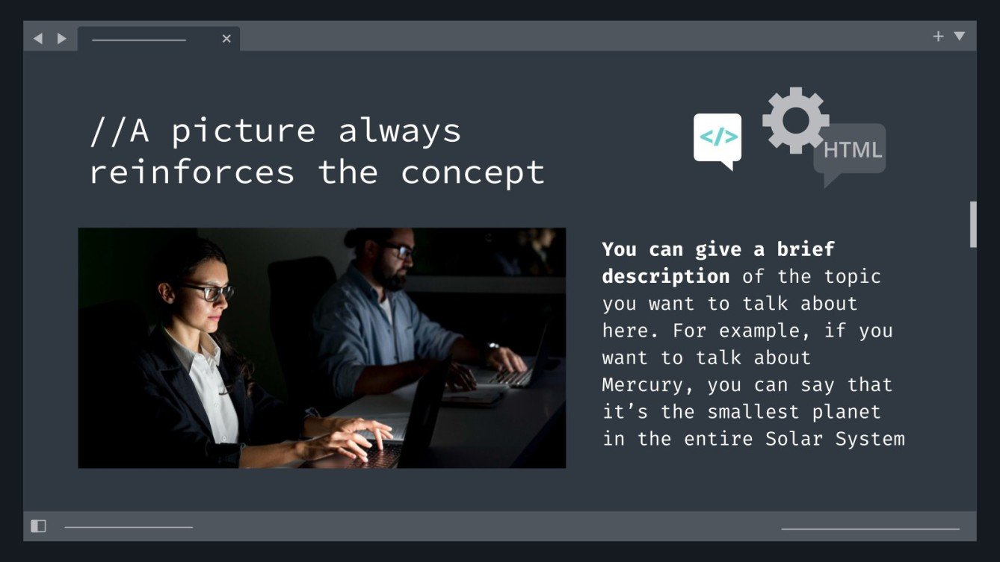 //A picture always
reinforces the concept
</>
HTML
You can give a brief
description of the topic
you want to talk about
here. For example, if you
want to talk about
Mercury, you can say that
it’s the smallest planet
in the entire Solar System